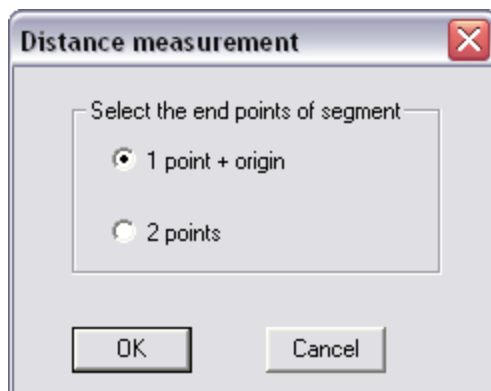 Distance measurement
Select the end points of segment
1 point + origin
2 points
OK
Cancel